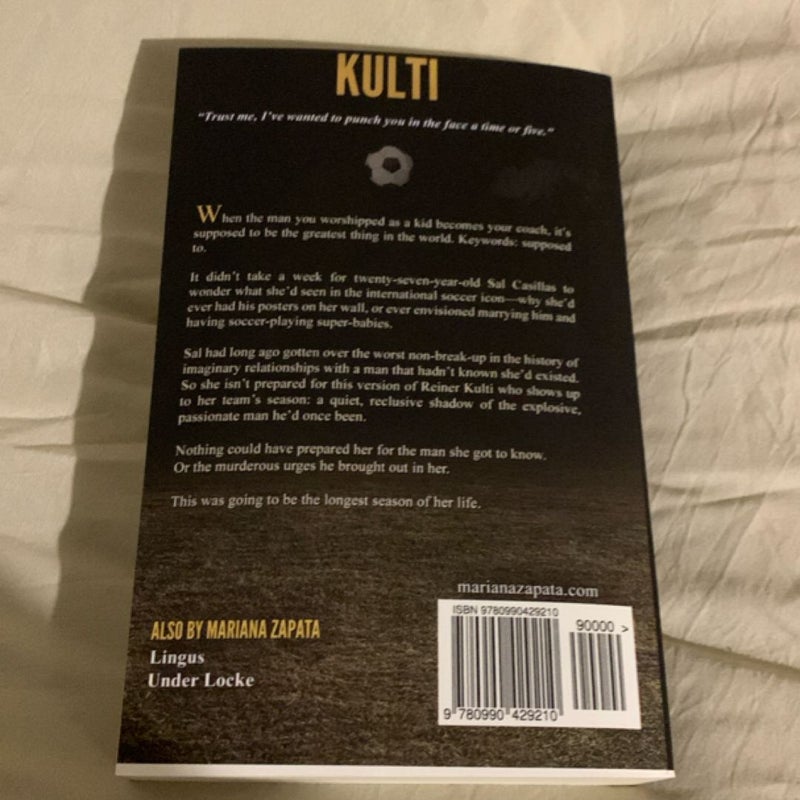 KULTI
"Trust me, I've wanted to punch you in the face a time or five."
When the man you worshipped as a kid becomes your coach, it's
supposed to be the greatest thing in the world. Keywords: supposed
to.
It didn't take a week for twenty-seven-year-old Sal Casillas to
wonder what she'd seen in the international soccer icon—why she'd
ever had his posters on her wall, or ever envisioned marrying him and
having soccer-playing super-babies.
Sal had long ago gotten over the worst non-break-up in the history of
imaginary relationships with a man that hadn't known she'd existed.
So she isn't prepared for this version of Reiner Kulti who shows up
to her team's season: a quiet, reclusive shadow of the explosive,
passionate man he'd once been.
Nothing could have prepared her for the man she got to know.
Or the murderous urges he brought out in her.
This was going to be the longest season of her life.
marianazapata.com
ISBN 9780990429210
90000 >
9 780990 429210
ALSO BY MARIANA ZAPATA
Lingus
Under Locke